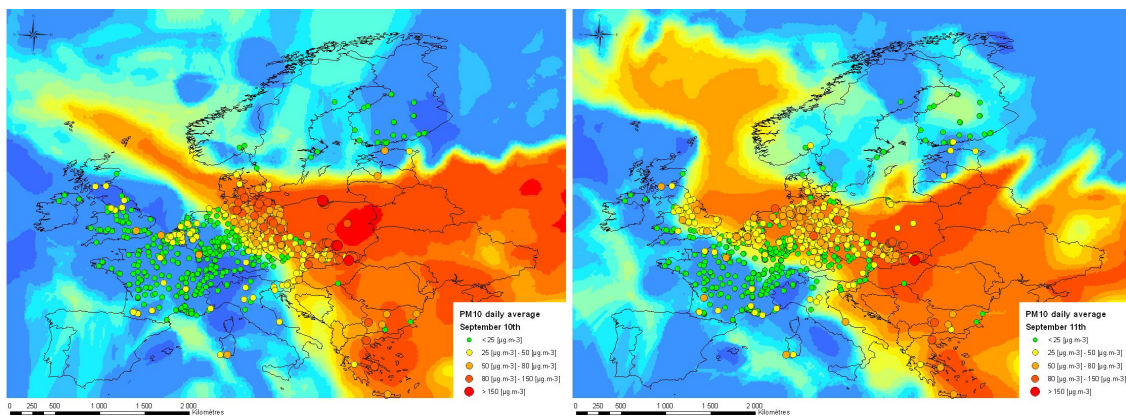 PM10 daily average
September 10th
<25 [µg.m-3]
25 [µg.m-3] - 50 [µg.m-3]
50 [µg.m-3] - 80 [µg.m-3]
80 [µg.m-3] - 150 [µg.m-3]
> 150 [µg.m-3]
0 250 500 1 000 1 500 2 000
Kilomètres
PM10 daily average
September 11th
<25 [µg.m-3]
25 [µg.m-3] - 50 [µg.m-3]
50 [µg.m-3] - 80 [µg.m-3]
80 [µg.m-3] - 150 [µg.m-3]
> 150 [µg.m-3]
0 250 500 1 000 1 500 2 000
Kilomètres